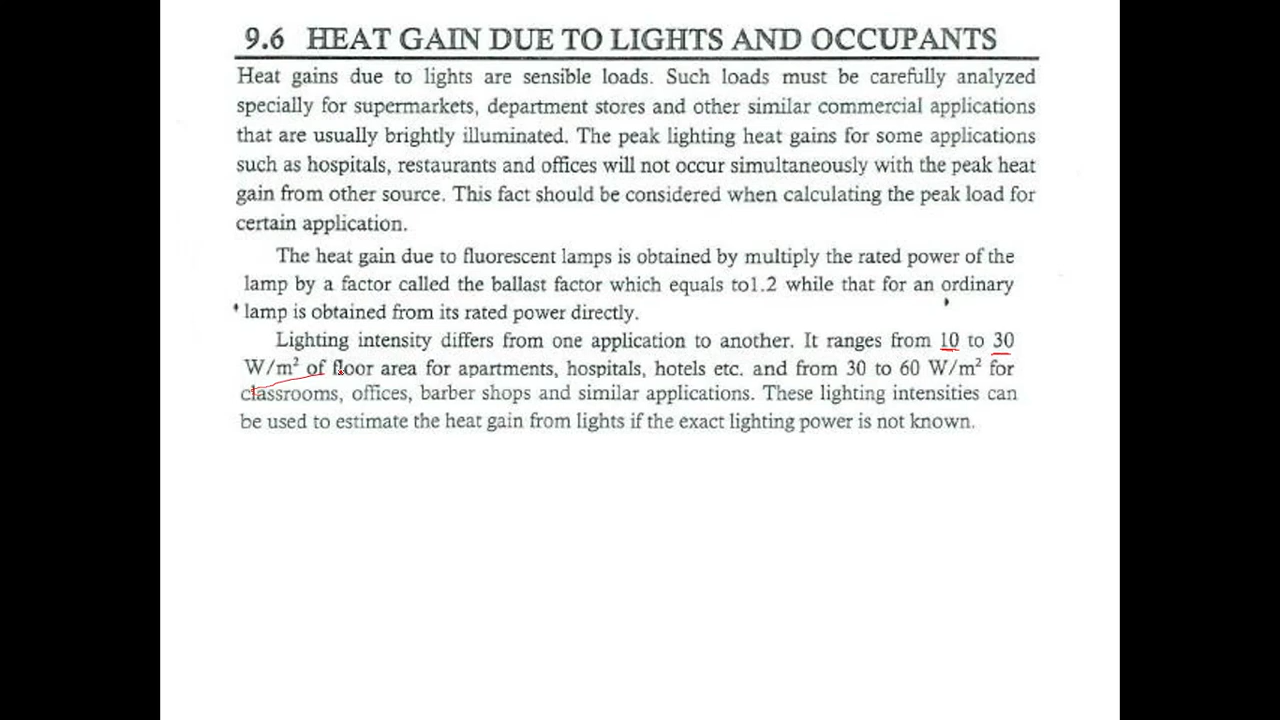 9.6 HEAT GAIN DUE TO LIGHTS AND OCCUPANTS
Heat gains due to lights are sensible loads. Such loads must be carefully analyzed
specially for supermarkets, department stores and other similar commercial applications
that are usually brightly illuminated. The peak lighting heat gains for some applications
such as hospitals, restaurants and offices will not occur simultaneously with the peak heat
gain from other source. This fact should be considered when calculating the peak load for
certain application.
The heat gain due to fluorescent lamps is obtained by multiply the rated power of the
lamp by a factor called the ballast factor which equals to1.2 while that for an ordinary
lamp is obtained from its rated power directly.
Lighting intensity differs from one application to another. It ranges from 10 to 30
W/m² of floor area for apartments, hospitals, hotels etc. and from 30 to 60 W/m² for
classrooms, offices, barber shops and similar applications. These lighting intensities can
be used to estimate the heat gain from lights if the exact lighting power is not known.